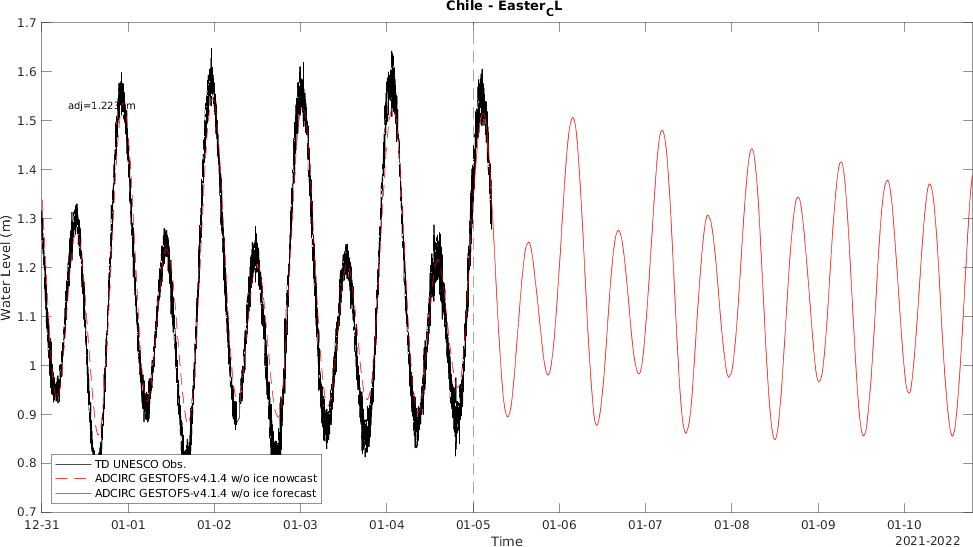 Chile - Easter_CL
1.7
1.6
1.5
1.4
1.3
1.2
1.1
1
0.9
0.8
0.7
Water Level (m)
adj=1.223 m
TD UNESCO Obs.
ADCIRC GESTOFS-v4.1.4 w/o ice nowcast
ADCIRC GESTOFS-v4.1.4 w/o ice forecast
12-31 01-01 01-02 01-03 01-04 01-05 01-06 01-07 01-08 01-09 01-10
Time
2021-2022